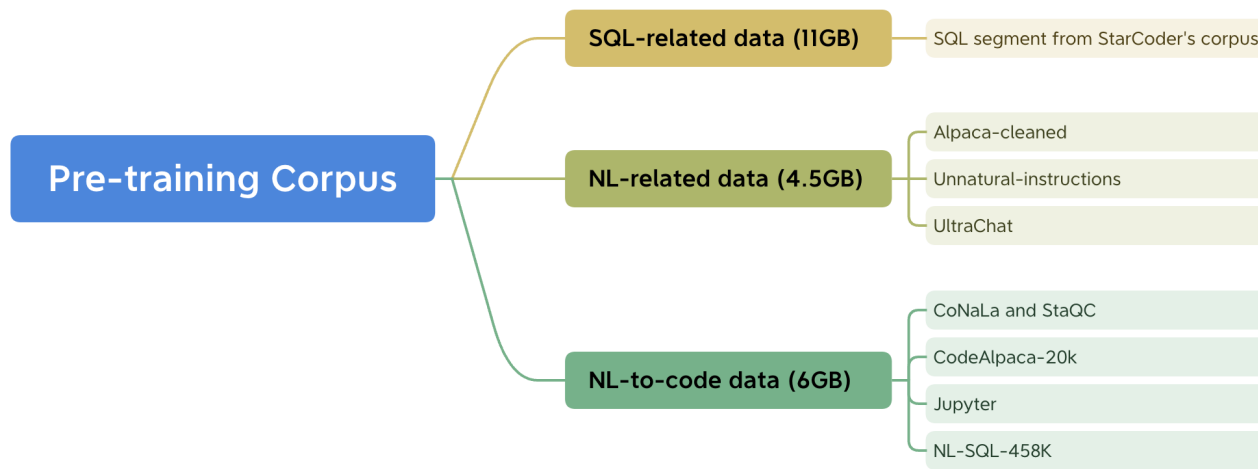 Pre-training Corpus
SQL-related data (11GB)
SQL segment from StarCoder's corpus
NL-related data (4.5GB)
Alpaca-cleaned
Unnatural-instructions
UltraChat
NL-to-code data (6GB)
CoNaLa and StaQC
CodeAlpaca-20k
Jupyter
NL-SQL-458K